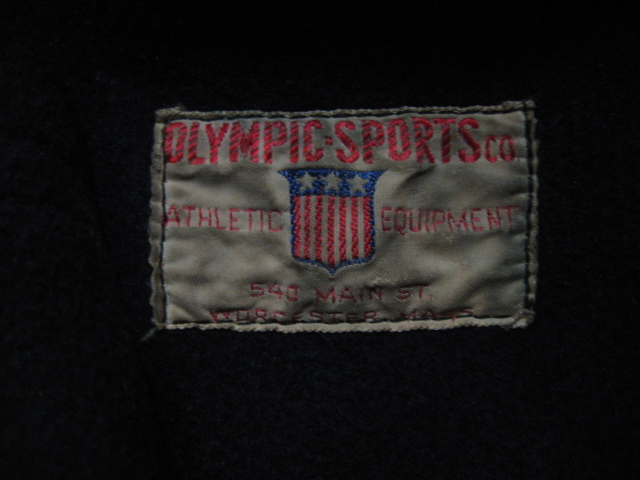 OLYMPIC-SPORTS CO.
ATHLETIC EQUIPMENT
540 MAIN ST.
WORCESTER, MASS